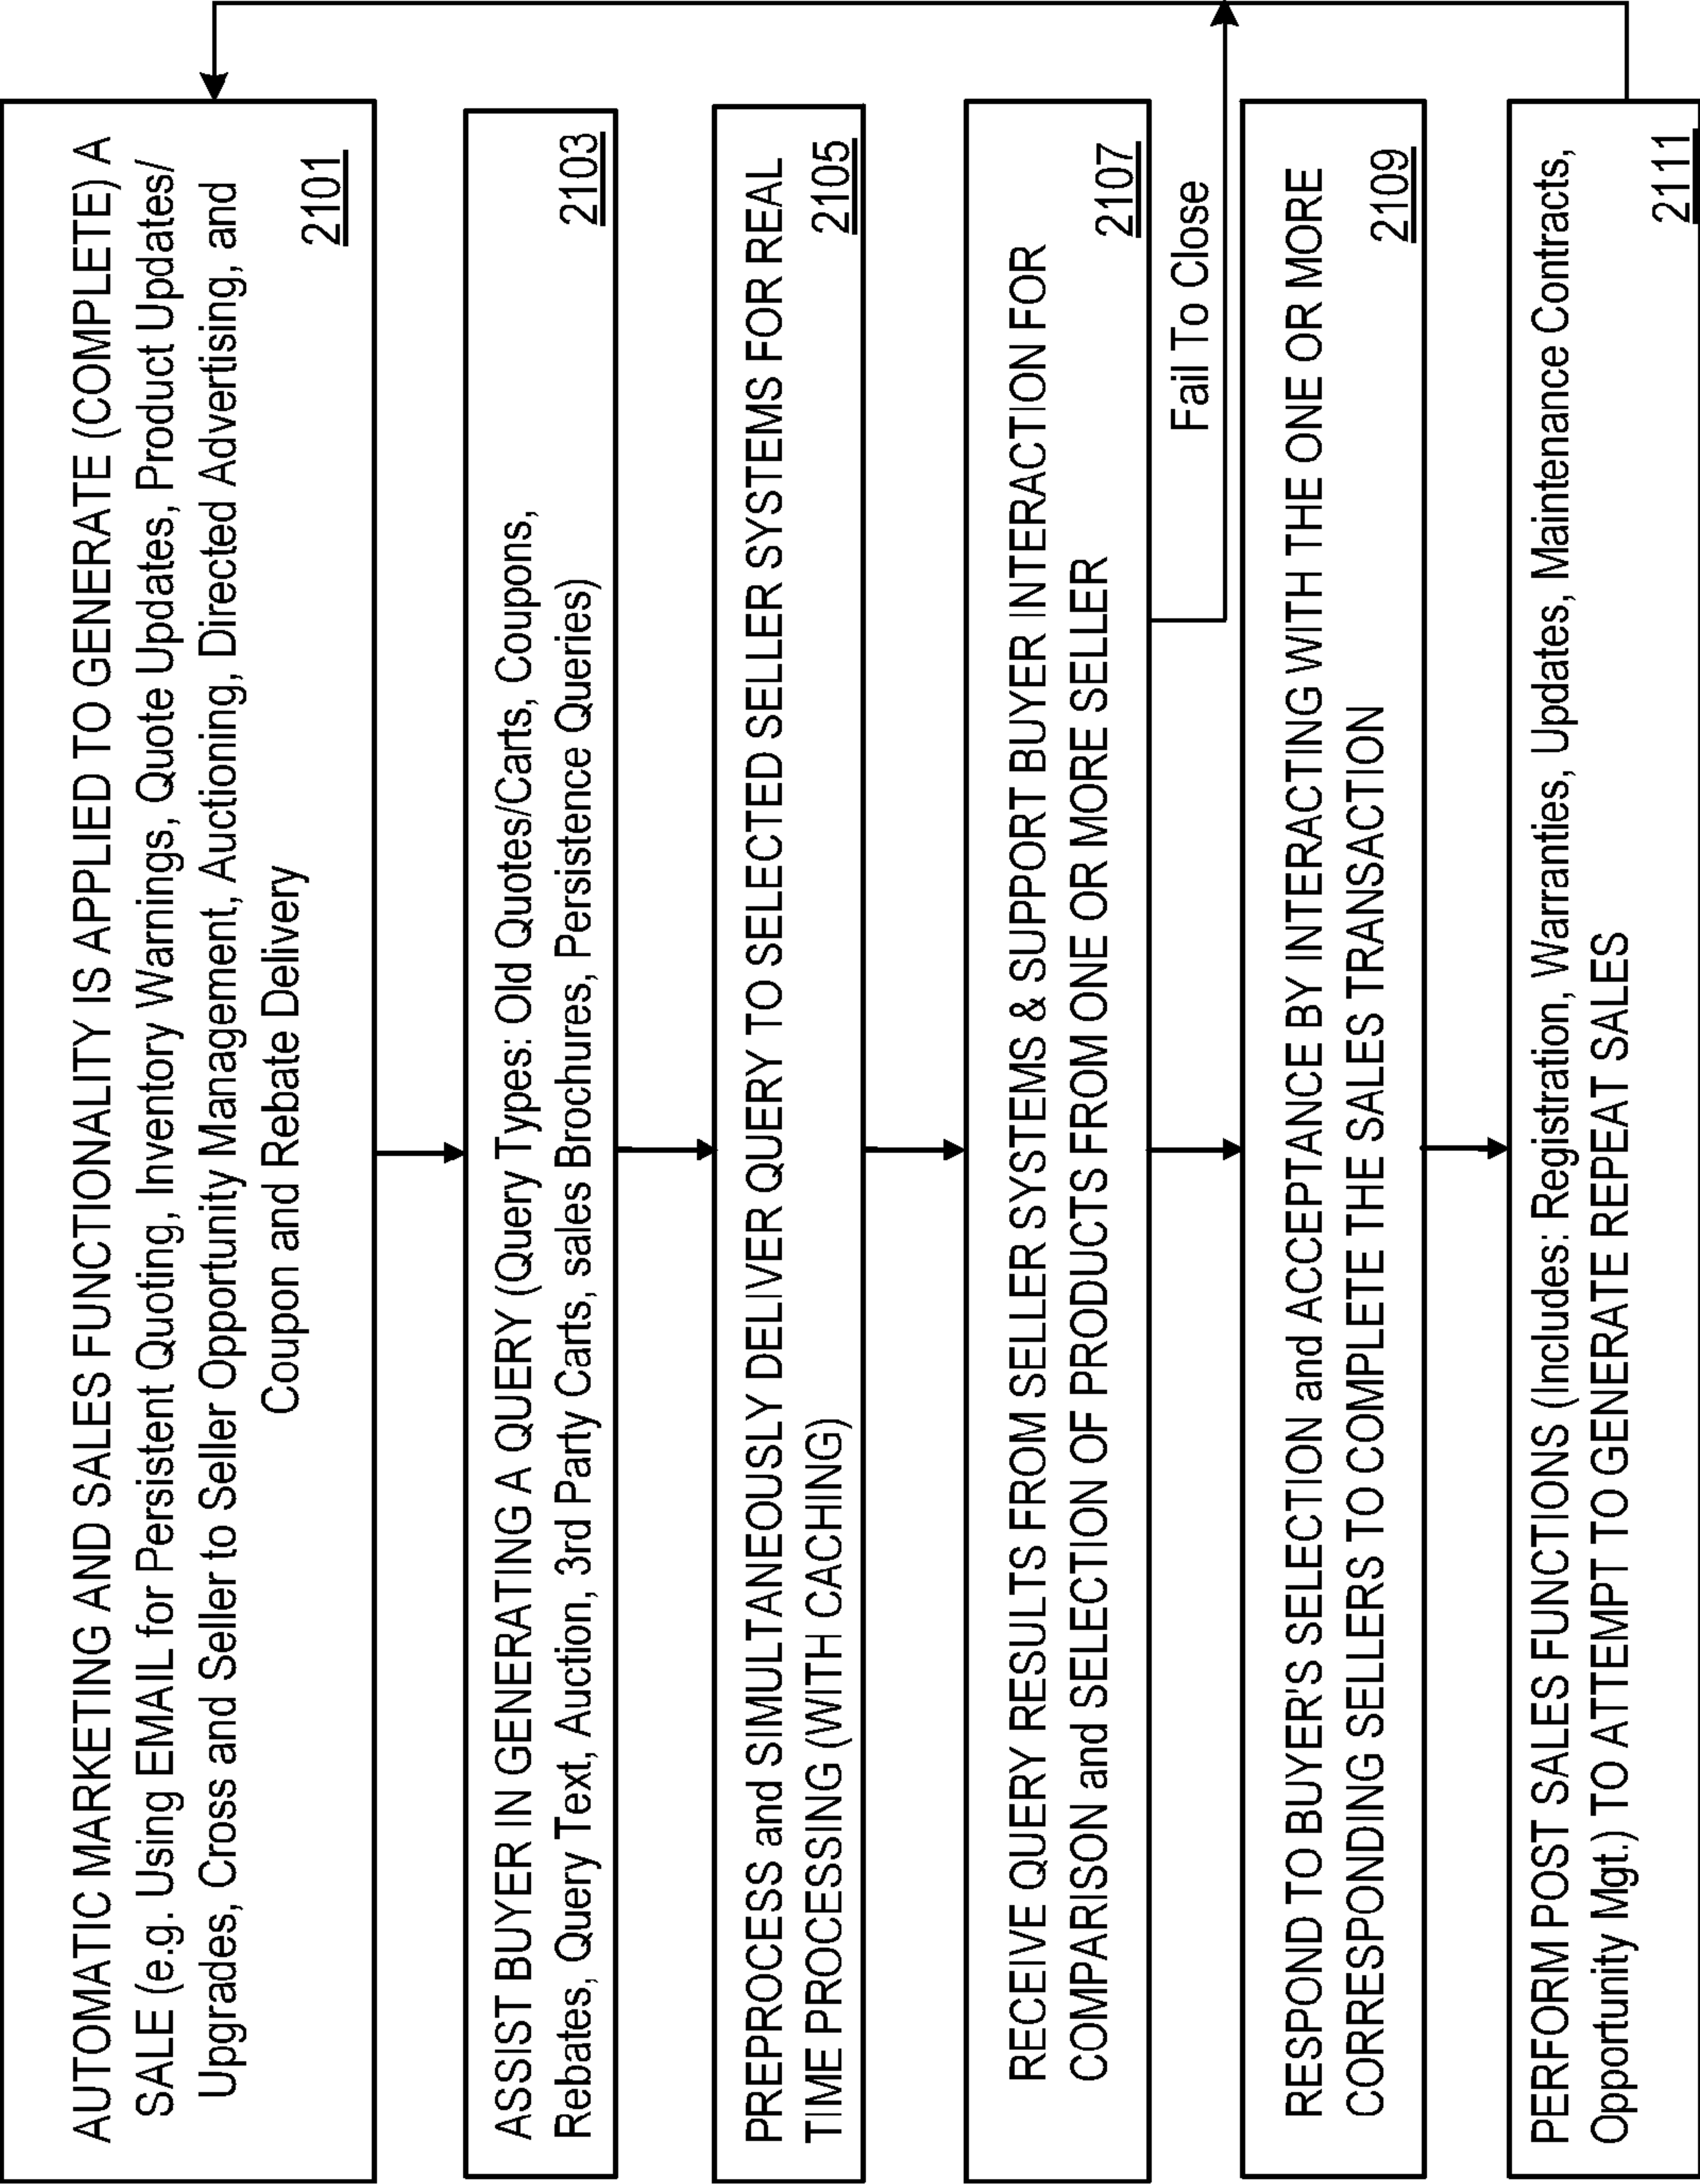 AUTOMATIC MARKETING AND SALES FUNCTIONALITY IS APPLIED TO GENERATE (COMPLETE) A
SALE (e.g. Using EMAIL for Persistent Quoting, Inventory Warnings, Quote Updates, Product Updates/
Upgrades, Cross and Seller to Seller Opportunity Management, Auctioning, Directed Advertising, and
Coupon and Rebate Delivery
2101
ASSIST BUYER IN GENERATING A QUERY (Query Types: Old Quotes/Carts, Coupons,
Rebates, Query Text, Auction, 3rd Party Carts, sales Brochures, Persistence Queries)
2103
PREPROCESS and SIMULTANEOUSLY DELIVER QUERY TO SELECTED SELLER SYSTEMS FOR REAL
TIME PROCESSING (WITH CACHING)
2105
RECEIVE QUERY RESULTS FROM SELLER SYSTEMS & SUPPORT BUYER INTERACTION FOR
COMPARISON and SELECTION OF PRODUCTS FROM ONE OR MORE SELLER
2107
Fail To Close
RESPOND TO BUYER'S SELECTION and ACCEPTANCE BY INTERACTING WITH THE ONE OR MORE
CORRESPONDING SELLERS TO COMPLETE THE SALES TRANSACTION
2109
PERFORM POST SALES FUNCTIONS (Includes: Registration, Warranties, Updates, Maintenance Contracts,
Opportunity Mgt.) TO ATTEMPT TO GENERATE REPEAT SALES
2111